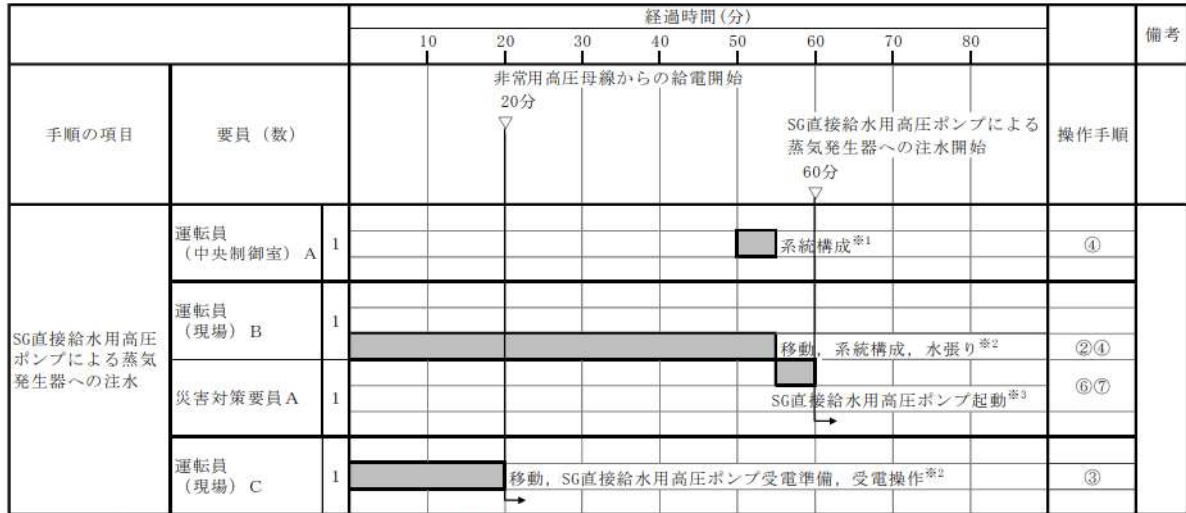 経過時間(分)
備考
10 20 30 40 50 60 70 80
手順の項目
要員（数）
操作手順
非常用高圧母線からの給電開始
20分
▽
SG直接給水用高圧ポンプによる
蒸気発生器への注水開始
60分
▽
SG直接給水用高圧
ポンプによる蒸気
発生器への注水
運転員
（中央制御室）A
1
系統構成※1
④
運転員
（現場）B
1
移動，系統構成，水張り※2
②④
災害対策要員A
1
SG直接給水用高圧ポンプ起動※3
⑥⑦
運転員
（現場）C
1
移動，SG直接給水用高圧ポンプ受電準備，受電操作※2
③